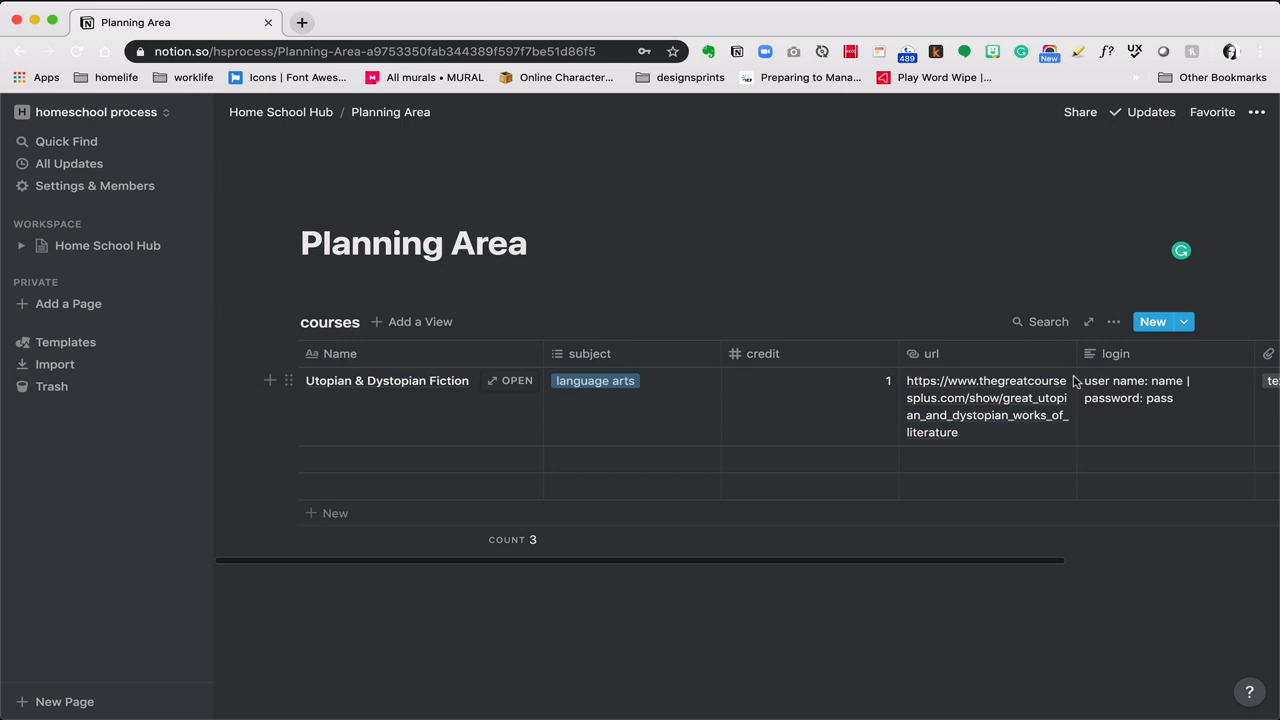 Planning Area
notion.so/hsprocess/Planning-Area-a9753350fab344389f597f7be51d86f5
489
New
f?
UX
Apps
homelife
worklife
Icons | Font Awes...
All murals • MURAL
Online Character...
designsprints
Preparing to Mana...
Play Word Wipe |...
»
Other Bookmarks
H homeschool process
Home School Hub / Planning Area
Share
Updates
Favorite
•••
Quick Find
All Updates
Settings & Members
WORKSPACE
Home School Hub
PRIVATE
Add a Page
Templates
Import
Trash
New Page
Planning Area
courses
Add a View
Search
•••
New
Aa Name
subject
credit
url
login
Utopian & Dystopian Fiction
OPEN
language arts
1
https://www.thegreatcourse
splus.com/show/great_utopi
an_and_dystopian_works_of_
literature
user name: name |
password: pass
New
COUNT 3
?